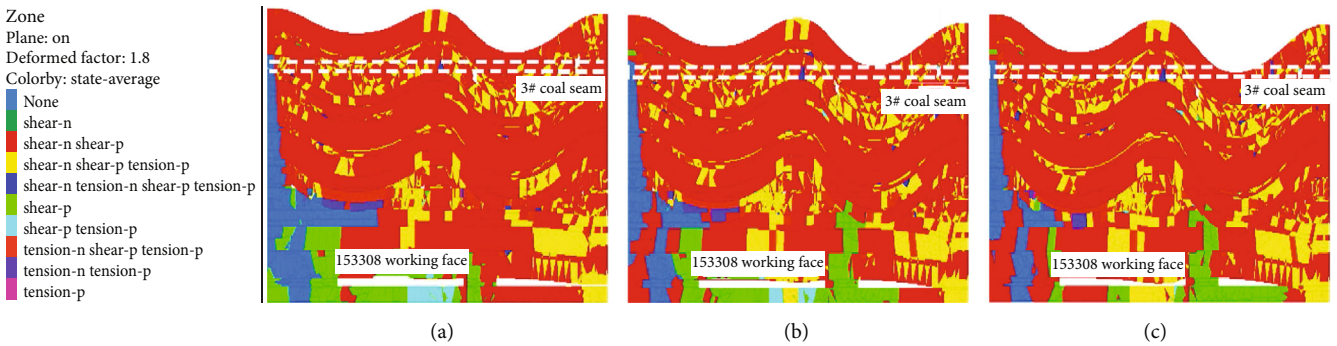 Zone
Plane: on
Deformed factor: 1.8
Colorby: state-average
None
shear-n
shear-n shear-p
shear-n shear-p tension-p
shear-n tension-n shear-p tension-p
shear-p
shear-p tension-p
tension-n shear-p tension-p
tension-n tension-p
tension-p
3# coal seam
153308 working face
(a)
3# coal seam
153308 working face
(b)
3# coal seam
153308 working face
(c)